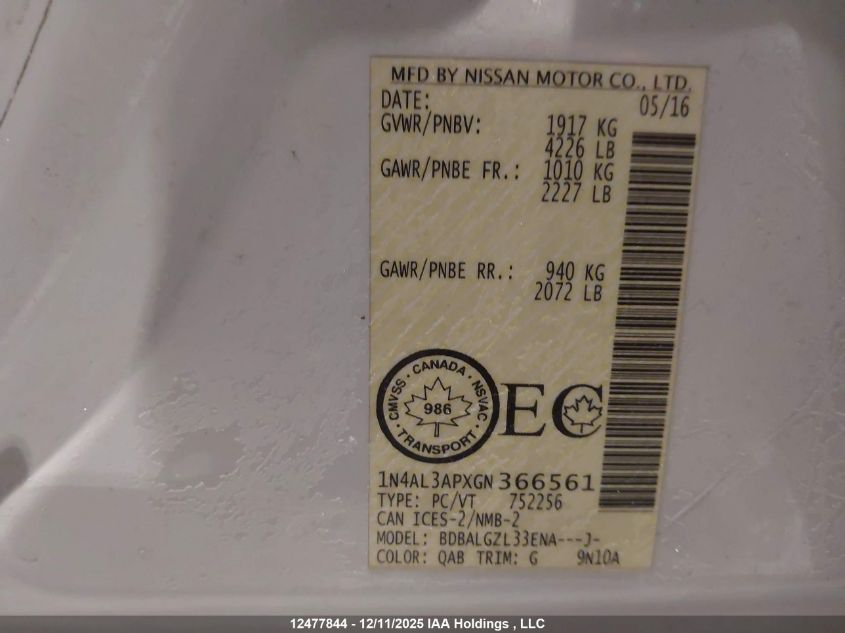 MFD BY NISSAN MOTOR CO., LTD.
DATE: 05/16
GVWR/PNBV: 1917 KG
4226 LB
GAWR/PNBE FR.: 1010 KG
2227 LB
GAWR/PNBE RR.: 940 KG
2072 LB
CMVSS · CANADA · NSVAC
986
· TRANSPORT ·
EC
1N4AL3APXGN366561
TYPE: PC/VT 752256
CAN ICES-2/NMB-2
MODEL: BDBALGZL33ENA---J-
COLOR: QAB TRIM: G 9N10A
12477844 - 12/11/2025 IAA Holdings , LLC